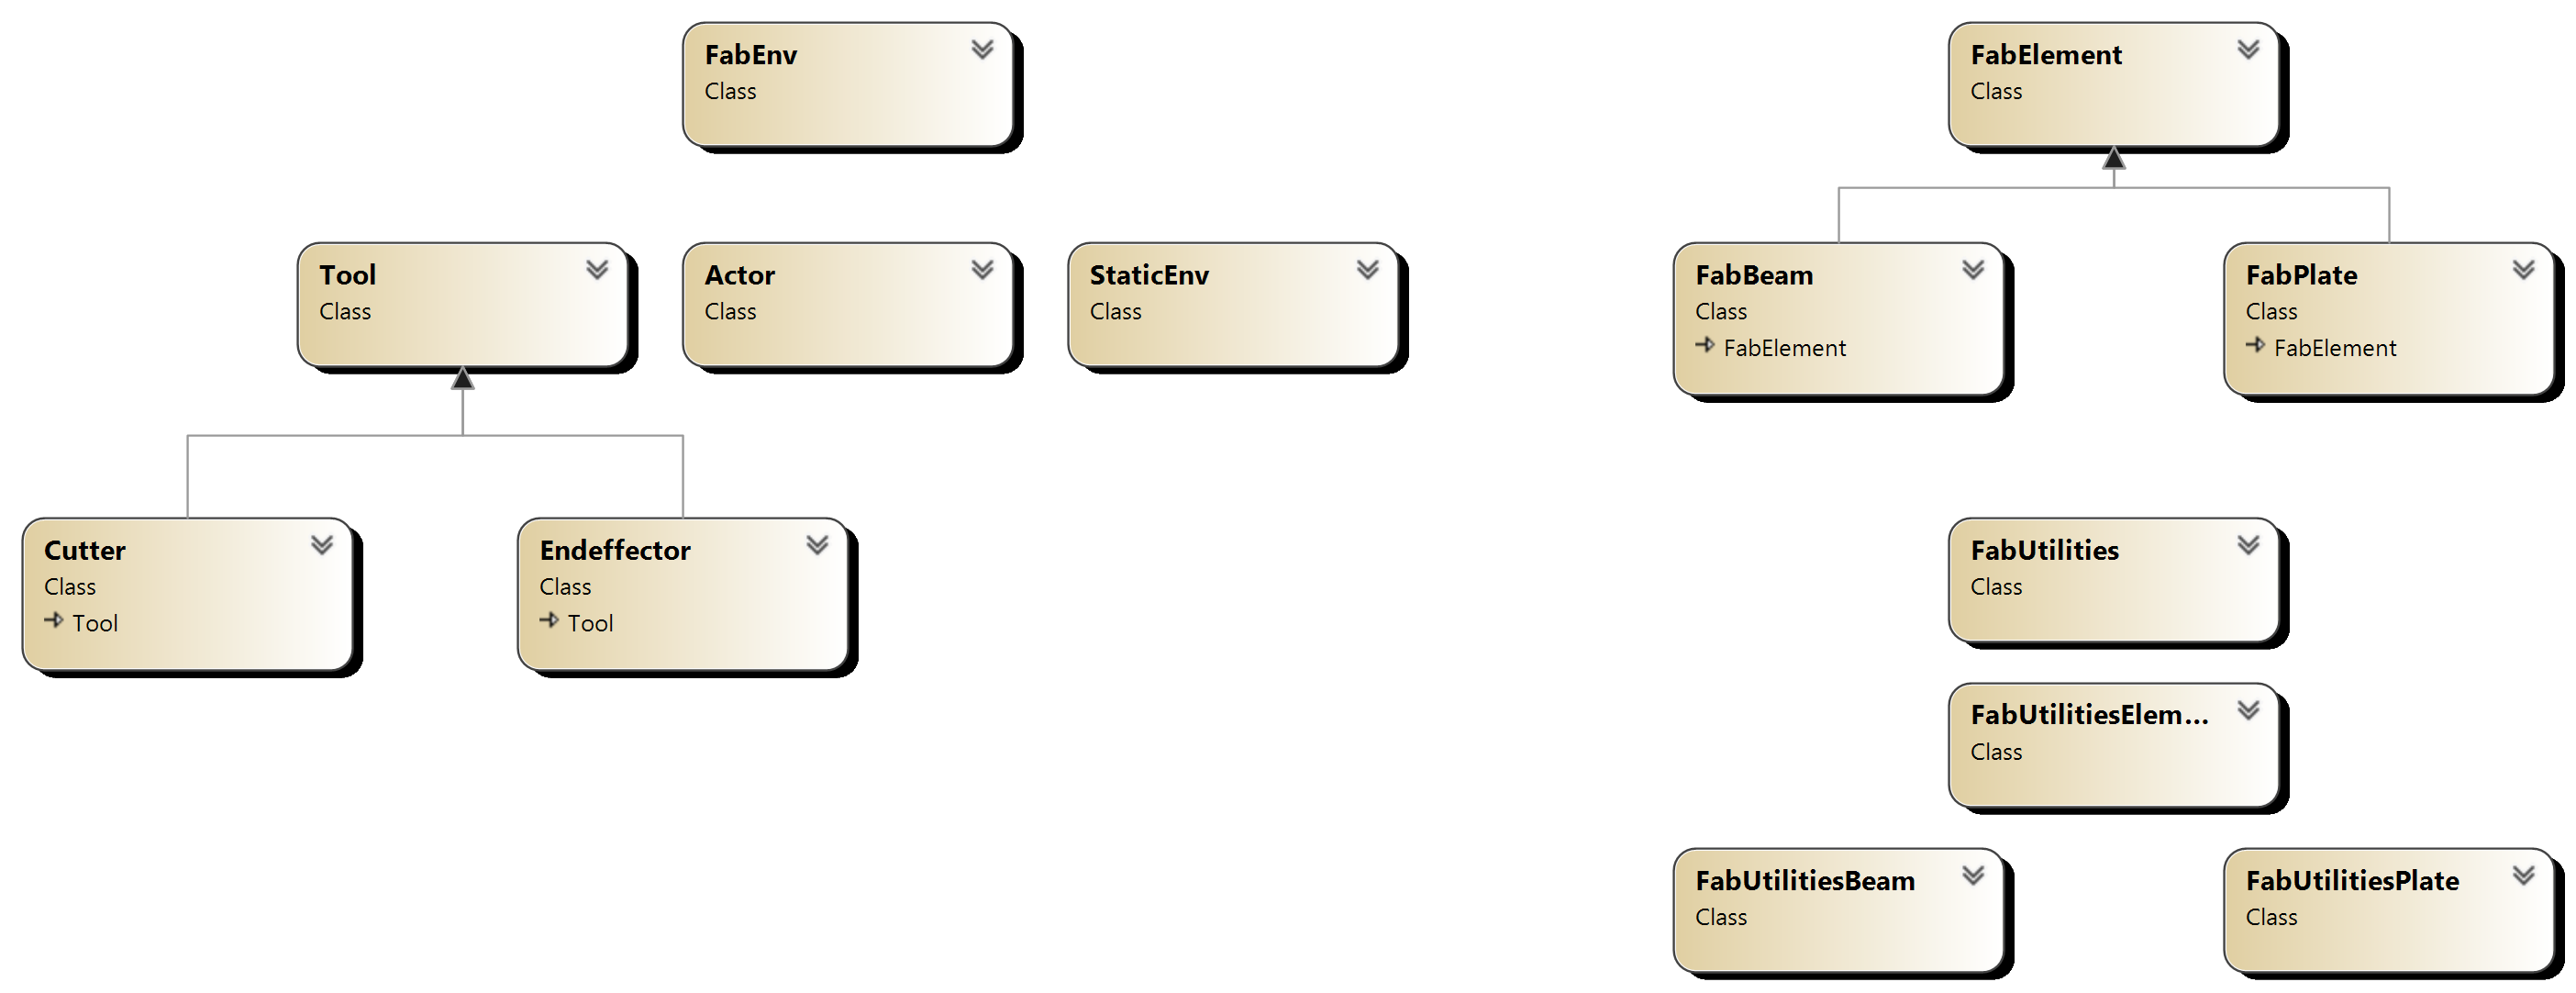 FabEnv
Class
FabElement
Class
Tool
Class
Actor
Class
StaticEnv
Class
FabBeam
Class
FabElement
FabPlate
Class
FabElement
Cutter
Class
Tool
Endeffector
Class
Tool
FabUtilities
Class
FabUtilitiesElem...
Class
FabUtilitiesBeam
Class
FabUtilitiesPlate
Class